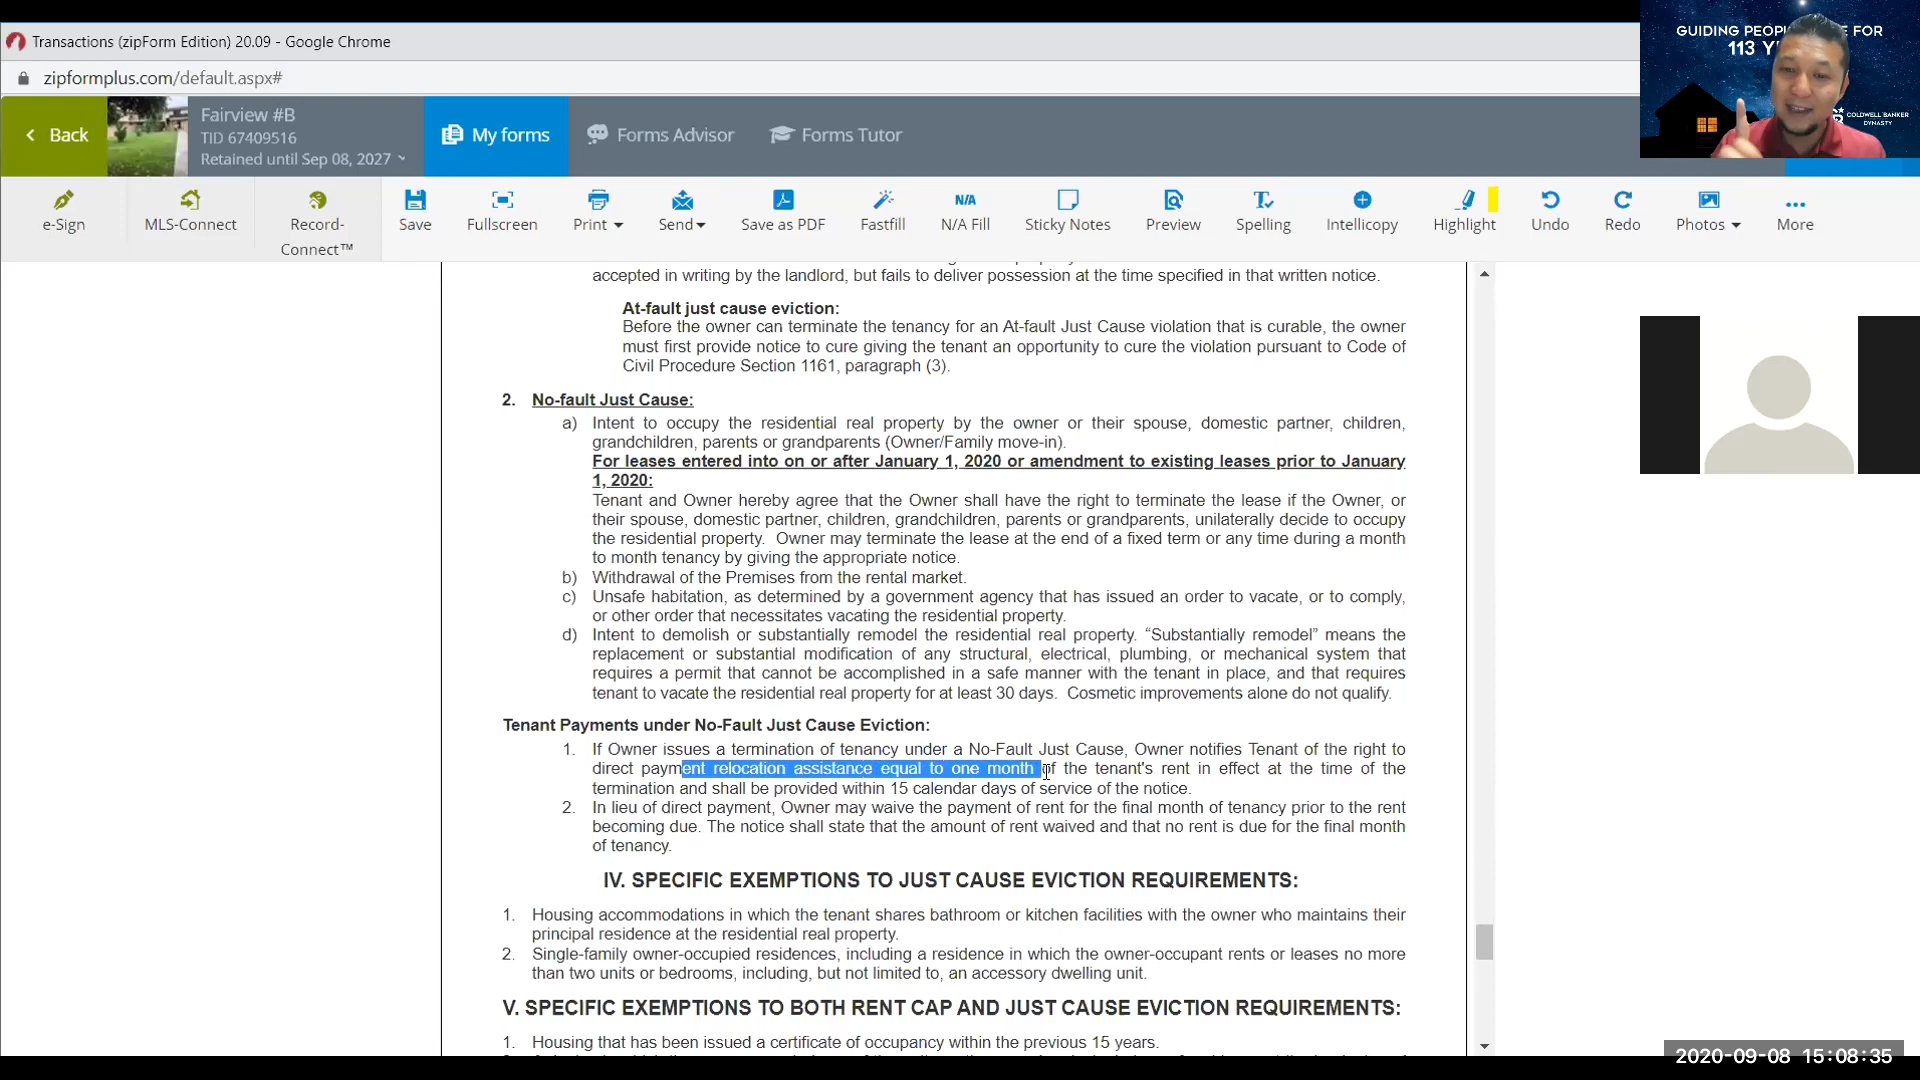 Transactions (zipForm Edition) 20.09 - Google Chrome
zipformplus.com/default.aspx#
GUIDING PEOPLE FOR
113
COLDWELL BANKER
DYNASTY
Back
Fairview #B
TID 67409516
Retained until Sep 08, 2027
My forms
Forms Advisor
Forms Tutor
e-Sign
MLS-Connect
Record-
Connect™
Save
Fullscreen
Print
Send
Save as PDF
Fastfill
N/A
N/A Fill
Sticky Notes
Preview
Spelling
Intellicopy
Highlight
Undo
Redo
Photos
More
accepted in writing by the landlord, but fails to deliver possession at the time specified in that written notice.
At-fault just cause eviction:
Before the owner can terminate the tenancy for an At-fault Just Cause violation that is curable, the owner
must first provide notice to cure giving the tenant an opportunity to cure the violation pursuant to Code of
Civil Procedure Section 1161, paragraph (3).
2. No-fault Just Cause:
a) Intent to occupy the residential real property by the owner or their spouse, domestic partner, children,
grandchildren, parents or grandparents (Owner/Family move-in).
For leases entered into on or after January 1, 2020 or amendment to existing leases prior to January
1, 2020:
Tenant and Owner hereby agree that the Owner shall have the right to terminate the lease if the Owner, or
their spouse, domestic partner, children, grandchildren, parents or grandparents, unilaterally decide to occupy
the residential property. Owner may terminate the lease at the end of a fixed term or any time during a month
to month tenancy by giving the appropriate notice.
b) Withdrawal of the Premises from the rental market.
c) Unsafe habitation, as determined by a government agency that has issued an order to vacate, or to comply,
or other order that necessitates vacating the residential property.
d) Intent to demolish or substantially remodel the residential real property. “Substantially remodel” means the
replacement or substantial modification of any structural, electrical, plumbing, or mechanical system that
requires a permit that cannot be accomplished in a safe manner with the tenant in place, and that requires
tenant to vacate the residential real property for at least 30 days. Cosmetic improvements alone do not qualify.
Tenant Payments under No-Fault Just Cause Eviction:
1. If Owner issues a termination of tenancy under a No-Fault Just Cause, Owner notifies Tenant of the right to
direct payment relocation assistance equal to one month of the tenant's rent in effect at the time of the
termination and shall be provided within 15 calendar days of service of the notice.
2. In lieu of direct payment, Owner may waive the payment of rent for the final month of tenancy prior to the rent
becoming due. The notice shall state that the amount of rent waived and that no rent is due for the final month
of tenancy.
IV. SPECIFIC EXEMPTIONS TO JUST CAUSE EVICTION REQUIREMENTS:
1. Housing accommodations in which the tenant shares bathroom or kitchen facilities with the owner who maintains their
principal residence at the residential real property.
2. Single-family owner-occupied residences, including a residence in which the owner-occupant rents or leases no more
than two units or bedrooms, including, but not limited to, an accessory dwelling unit.
V. SPECIFIC EXEMPTIONS TO BOTH RENT CAP AND JUST CAUSE EVICTION REQUIREMENTS:
1. Housing that has been issued a certificate of occupancy within the previous 15 years.
2020-09-08 15:08:35